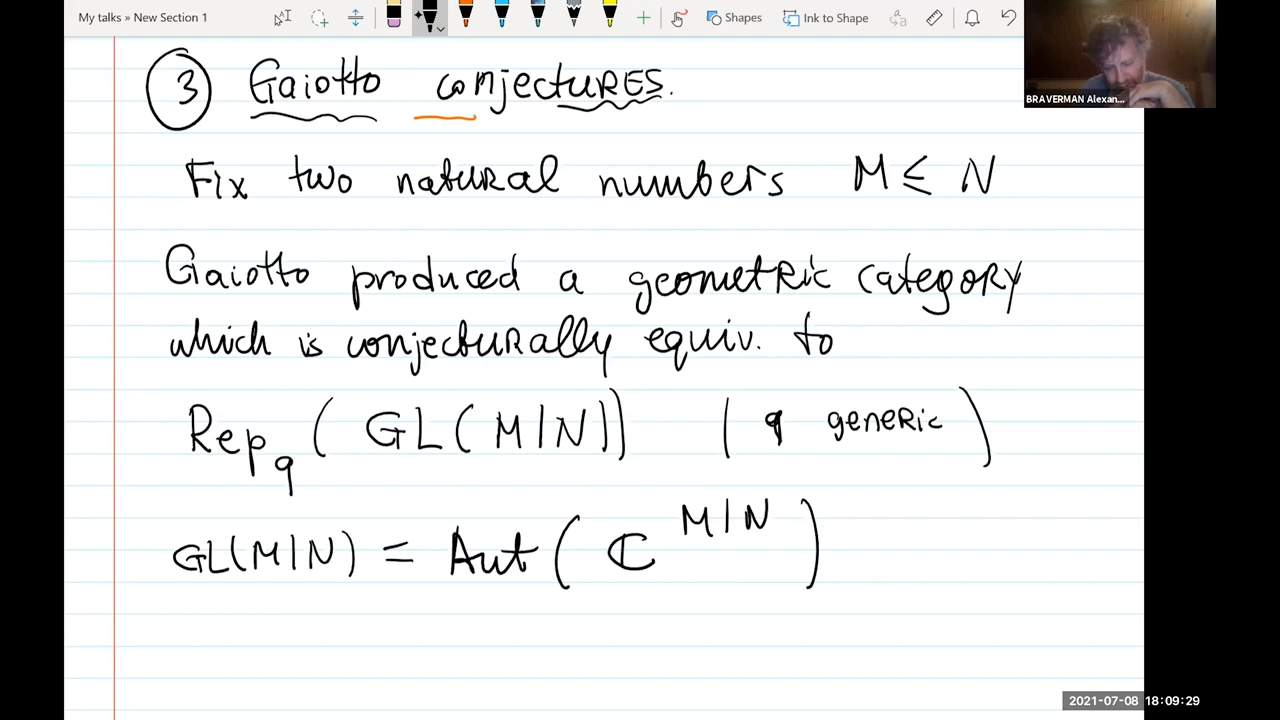 My talks » New Section 1
Shapes
Ink to Shape
BRAVERMAN Alexan...
3 Gaiotto conjectures.
Fix two natural numbers M ≤ N
Gaiotto produced a geometric category
which is conjecturally equiv. to
Rep_q (GL(M|N)) (q generic)
GL(M|N) = Aut(ℂ^{M|N})
2021-07-08 18:09:29